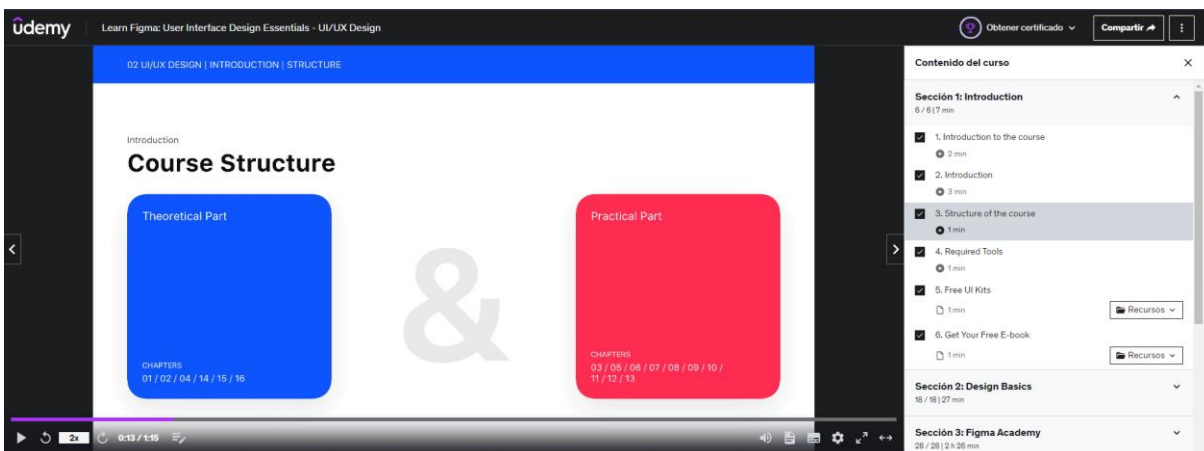 ûdemy
Learn Figma: User Interface Design Essentials - UI/UX Design
Obtener certificado
Compartir
02 UI/UX DESIGN | INTRODUCTION | STRUCTURE
Introduction
Course Structure
Theoretical Part
CHAPTERS
01 / 02 / 04 / 14 / 15 / 16
&
Practical Part
CHAPTERS
03 / 05 / 06 / 07 / 08 / 09 / 10 /
11 / 12 / 13
2x
0:13 / 1:15
Contenido del curso
Sección 1: Introduction
6 / 6 | 7 min
1. Introduction to the course
2 min
2. Introduction
3 min
3. Structure of the course
1 min
4. Required Tools
1 min
5. Free UI Kits
1 min
Recursos
6. Get Your Free E-book
1 min
Recursos
Sección 2: Design Basics
18 / 18 | 27 min
Sección 3: Figma Academy
28 / 28 | 2 h 26 min